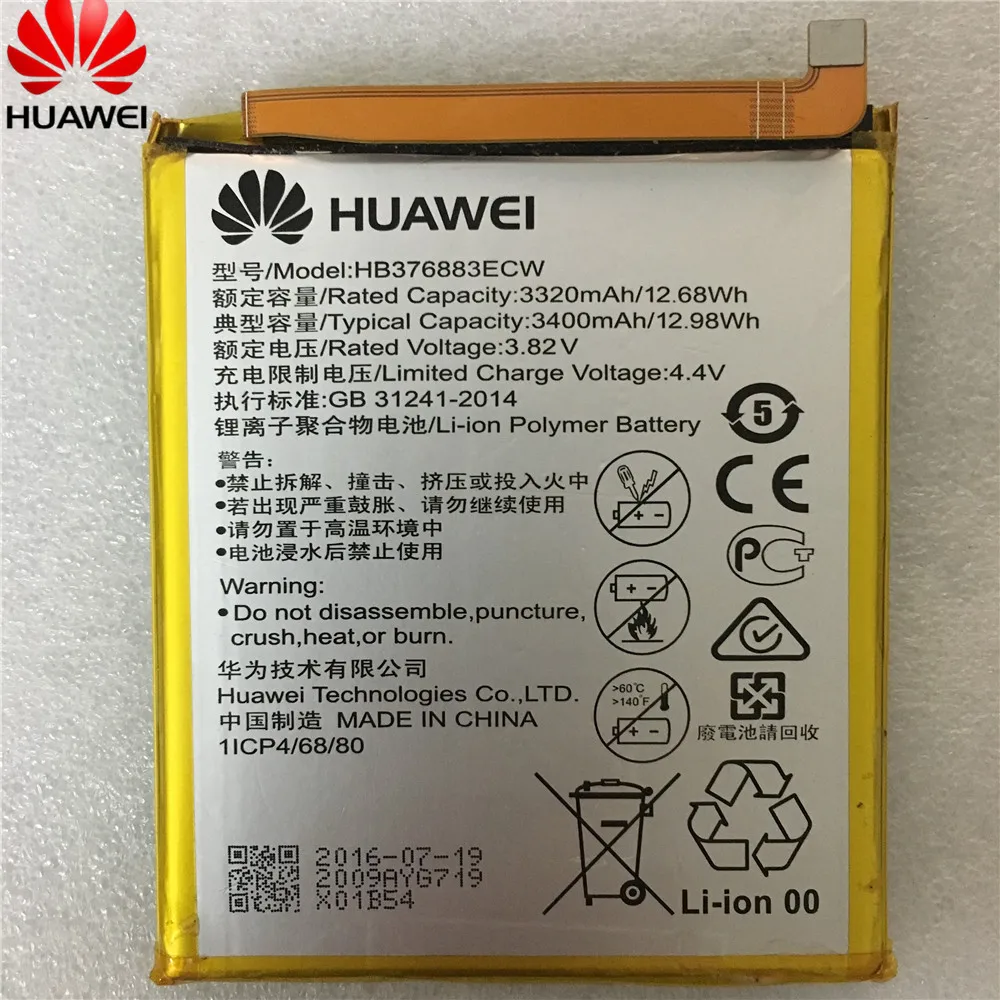 HUAWEI
HUAWEI
型号/Model:HB376883ECW
额定容量/Rated Capacity:3320mAh/12.68Wh
典型容量/Typical Capacity:3400mAh/12.98Wh
额定电压/Rated Voltage:3.82V
充电限制电压/Limited Charge Voltage:4.4V
执行标准:GB 31241-2014
锂离子聚合物电池/Li-ion Polymer Battery
5
警告:
•禁止拆解、撞击、挤压或投入火中
•若出现严重鼓胀、请勿继续使用
•请勿置于高温环境中
•电池浸水后禁止使用
CE
PCT
Warning:
•Do not disassemble,puncture,
crush,heat,or burn.
华为技术有限公司
Huawei Technologies Co.,LTD.
中国制造 MADE IN CHINA
1ICP4/68/80
>60℃
>140℉
廢電池請回收
2016-07-19
2009AYG719
X01B54
Li-ion 00